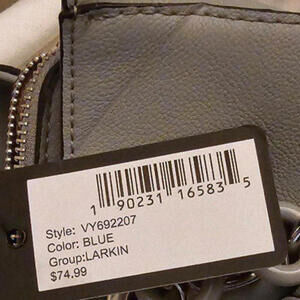 1 90231 16583 5
Style: VY692207
Color: BLUE
Group:LARKIN
$74.99